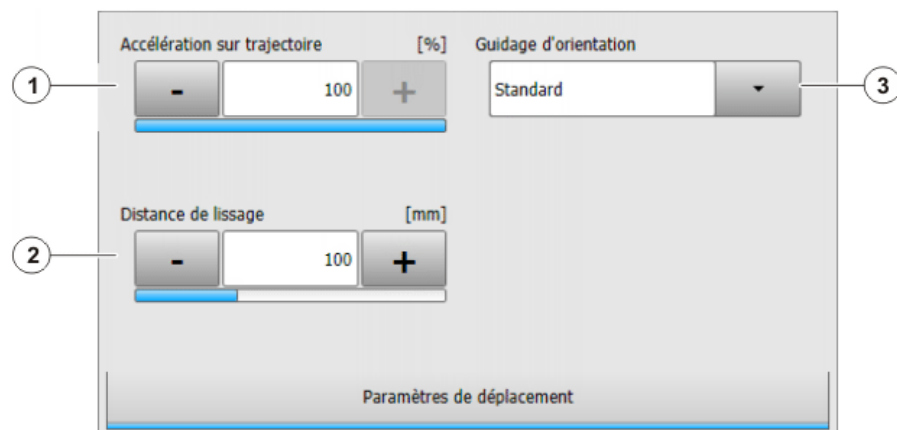 Accélération sur trajectoire [%] Guidage d'orientation
1 - 100 + Standard 3
Distance de lissage [mm]
2 - 100 +
Paramètres de déplacement